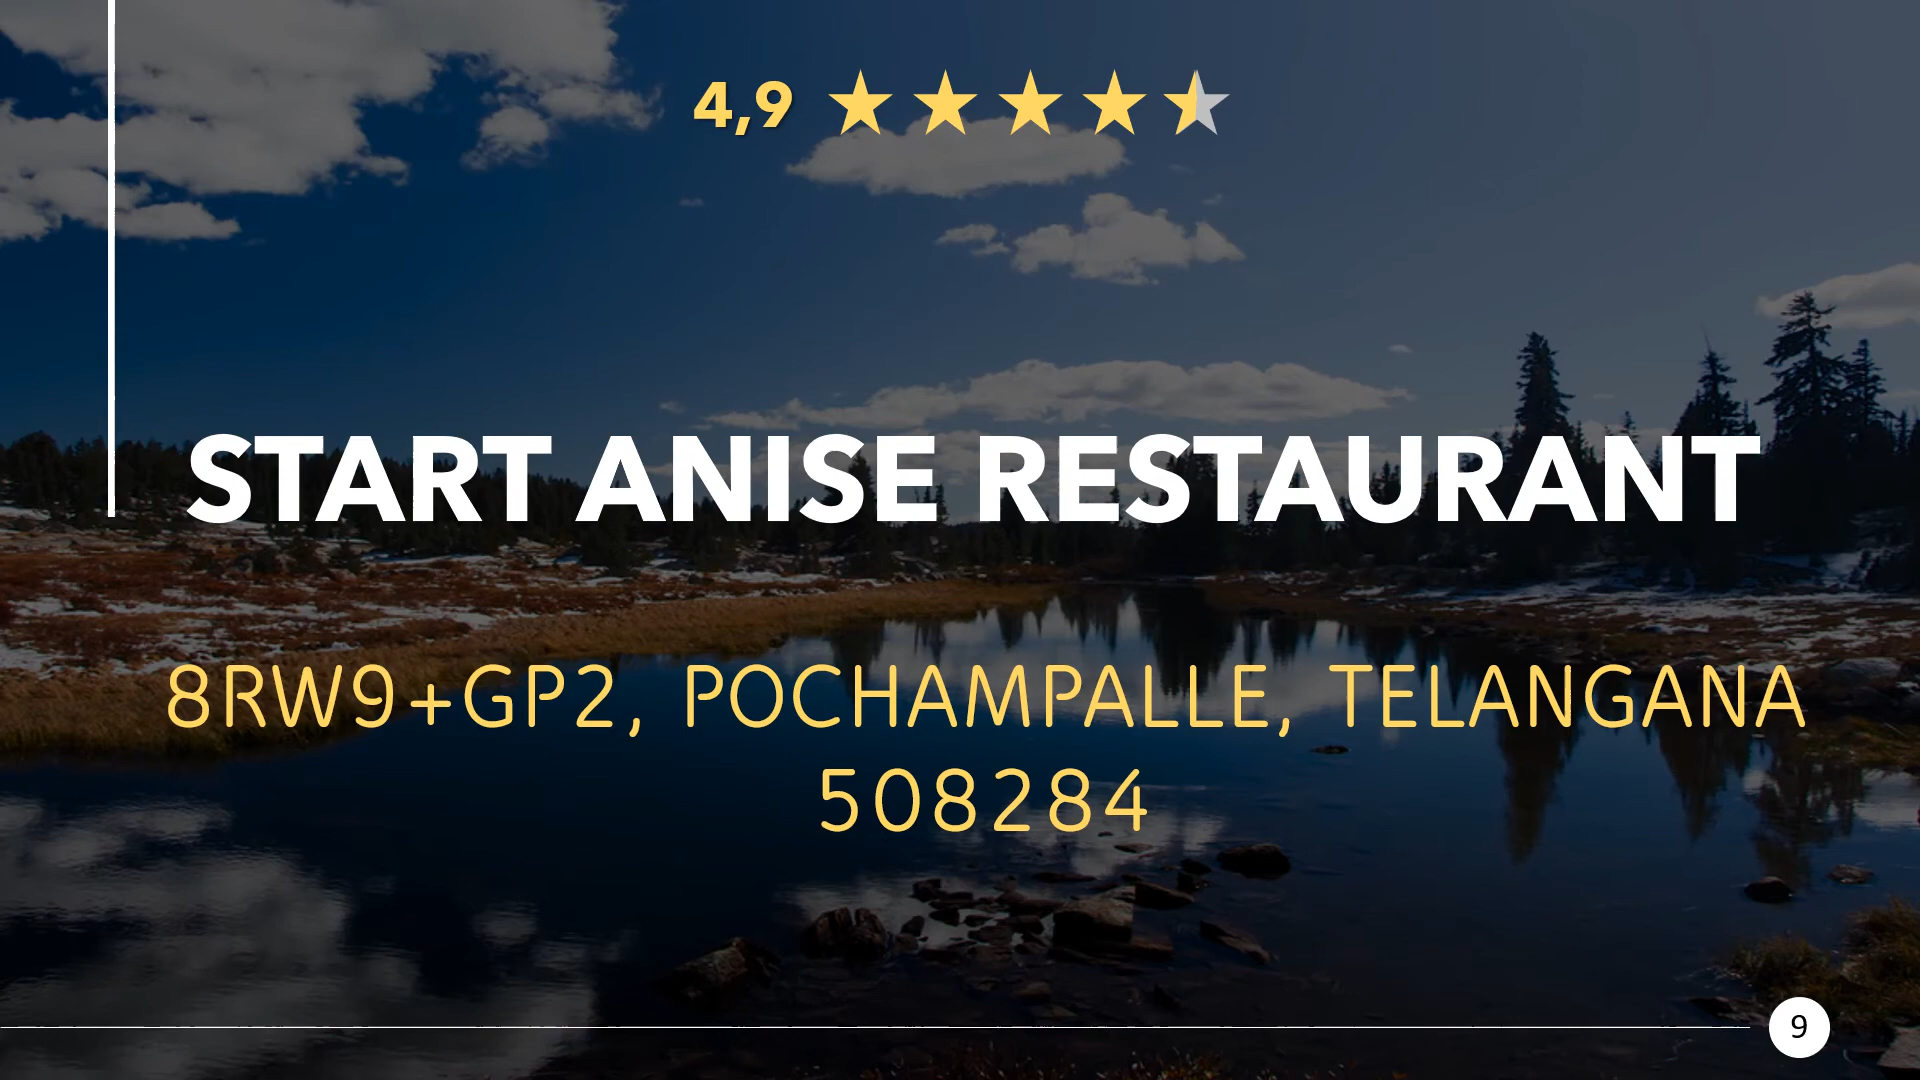 4,9
START ANISE RESTAURANT
8RW9+GP2, POCHAMPALLE, TELANGANA
508284
9